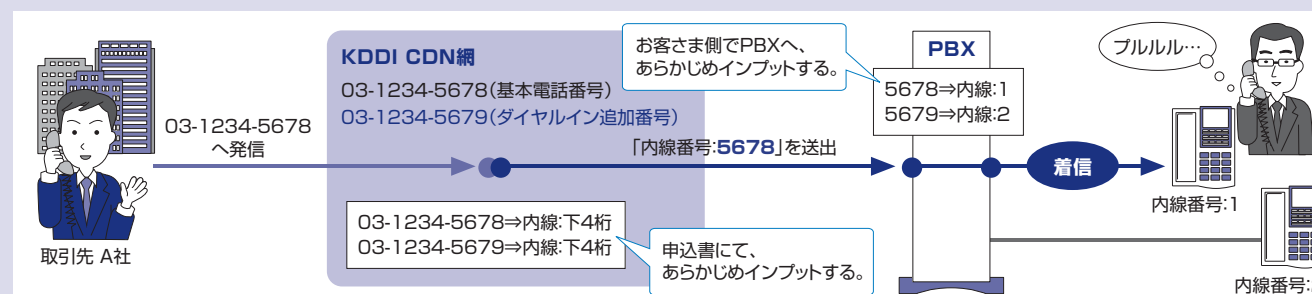 取引先 A社
03-1234-5678
へ発信
KDDI CDN網
03-1234-5678（基本電話番号）
03-1234-5679（ダイヤルイン追加番号）
「内線番号:5678」を送出
03-1234-5678⇒内線:下4桁
03-1234-5679⇒内線:下4桁
申込書にて、
あらかじめインプットする。
お客さま側でPBXへ、
あらかじめインプットする。
PBX
5678⇒内線:1
5679⇒内線:2
着信
プルルル…
内線番号:1
内線番号: